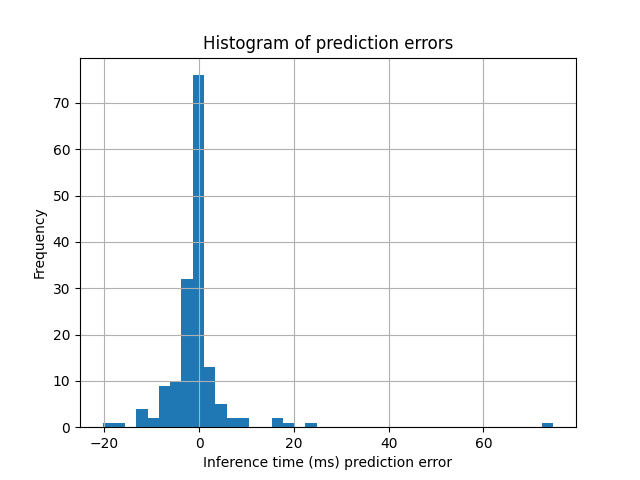 Histogram of prediction errors
70
60
50
40
30
20
10
0
Frequency
−20 0 20 40 60
Inference time (ms) prediction error